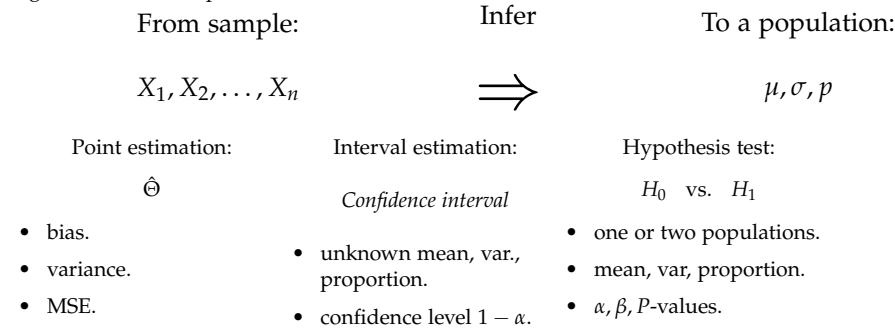 From sample:
Infer
To a population:
X₁, X₂, . . . , Xₙ
⟹
μ, σ, p
Point estimation:
Θ̂
• bias.
• variance.
• MSE.
Interval estimation:
Confidence interval
• unknown mean, var.,
proportion.
• confidence level 1 − α.
Hypothesis test:
H₀ vs. H₁
• one or two populations.
• mean, var, proportion.
• α, β, P-values.